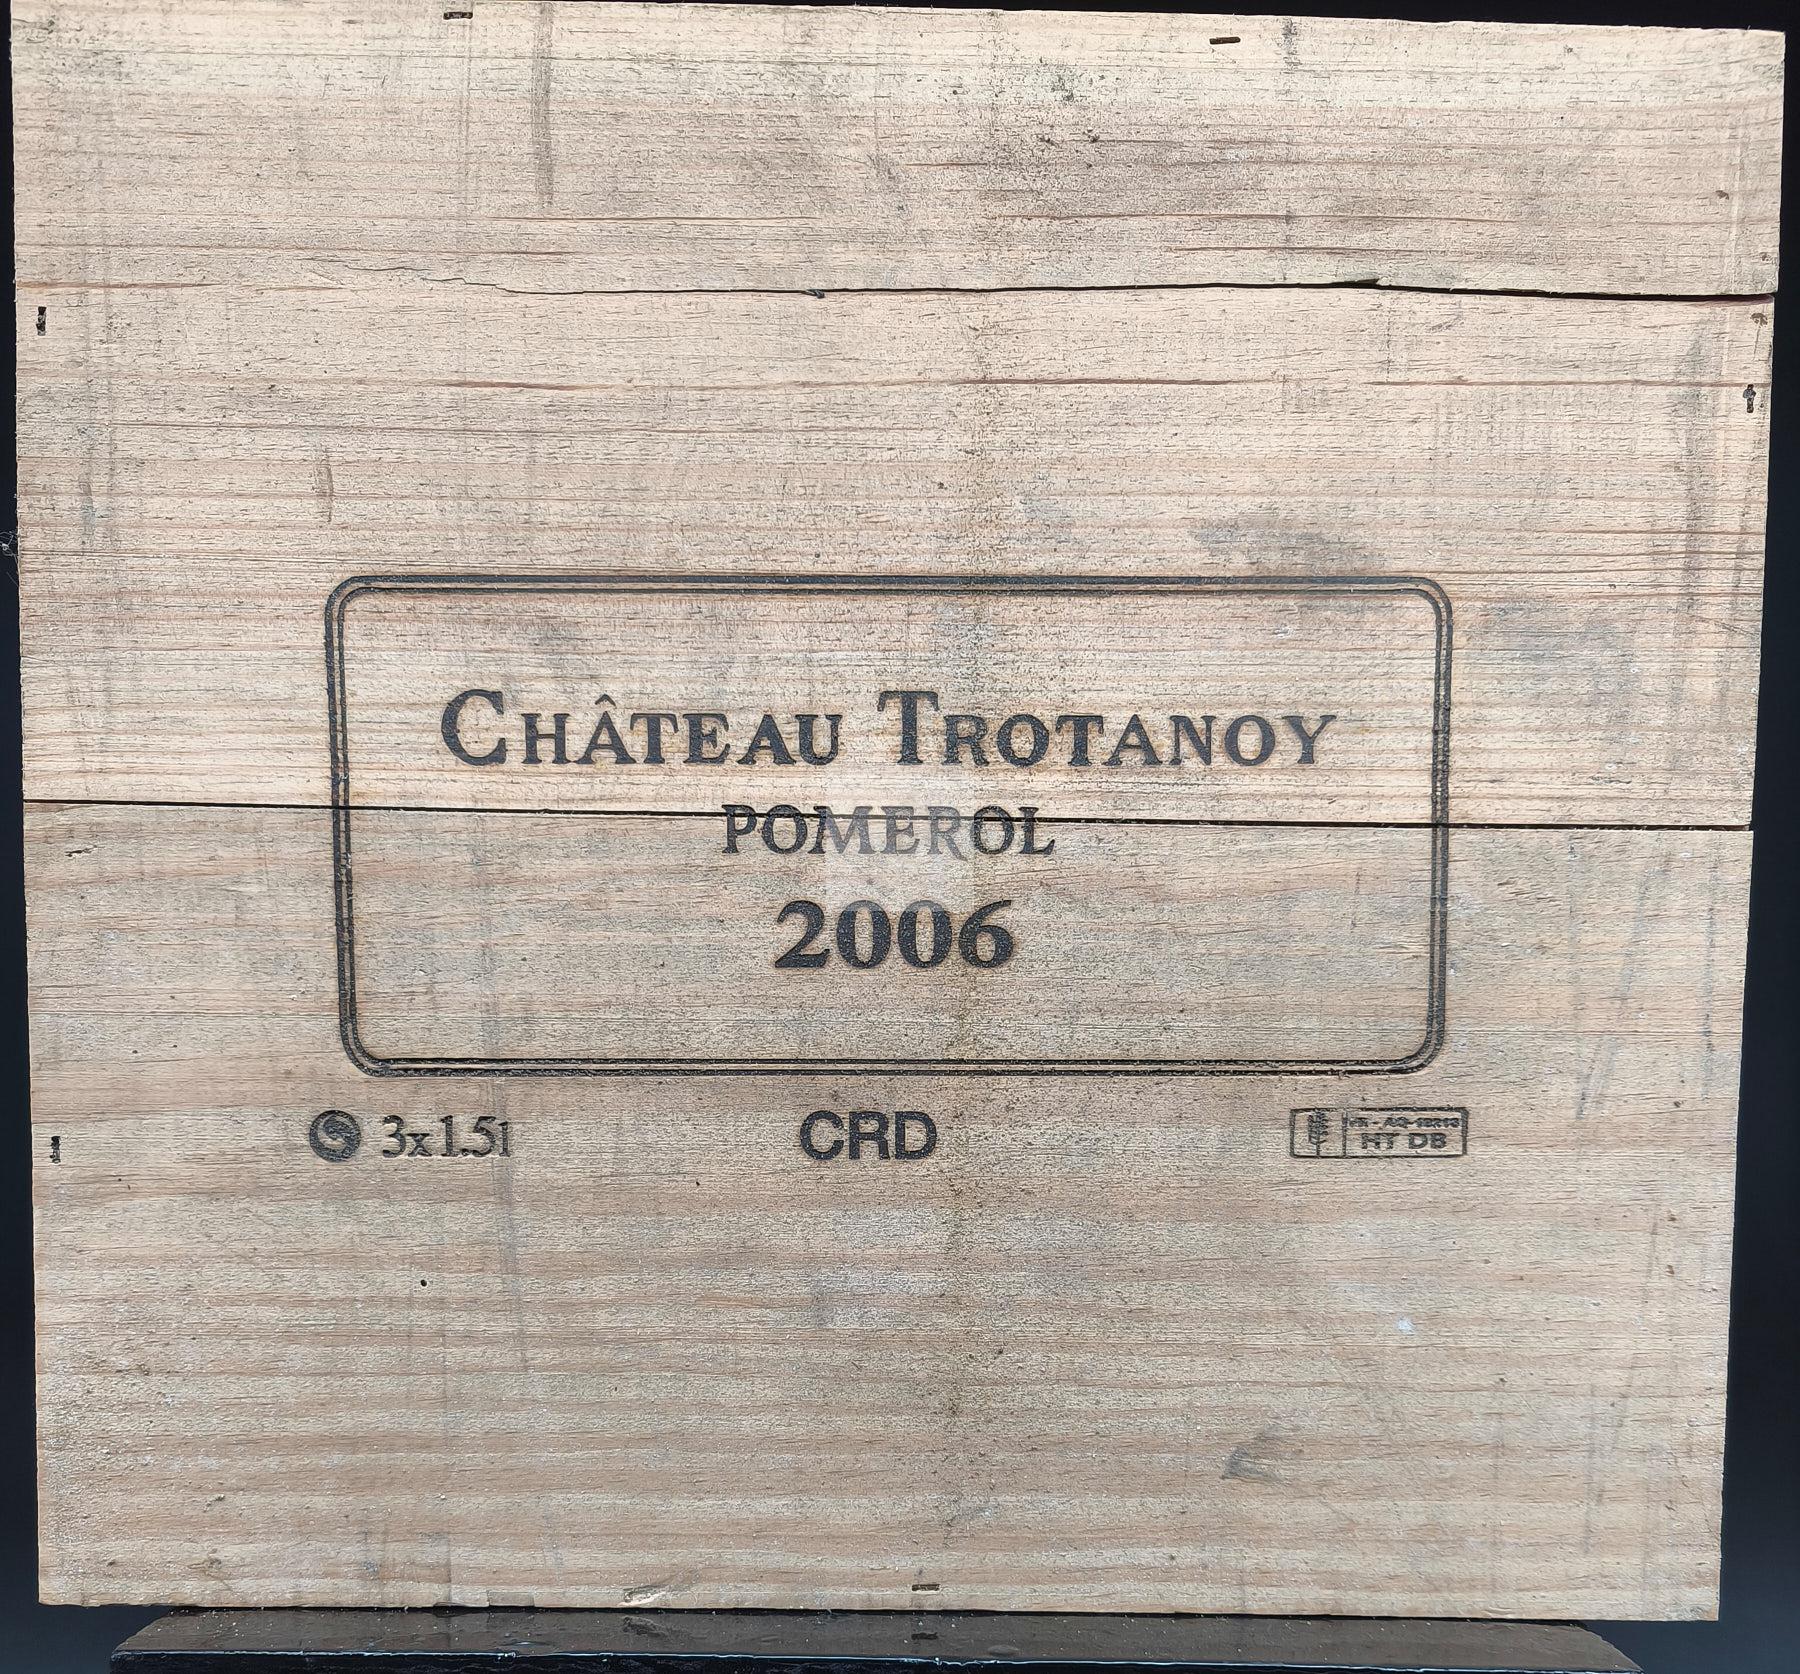 CHÂTEAU TROTANOY
POMEROL
2006
3x1.5l
CRD
HT DB